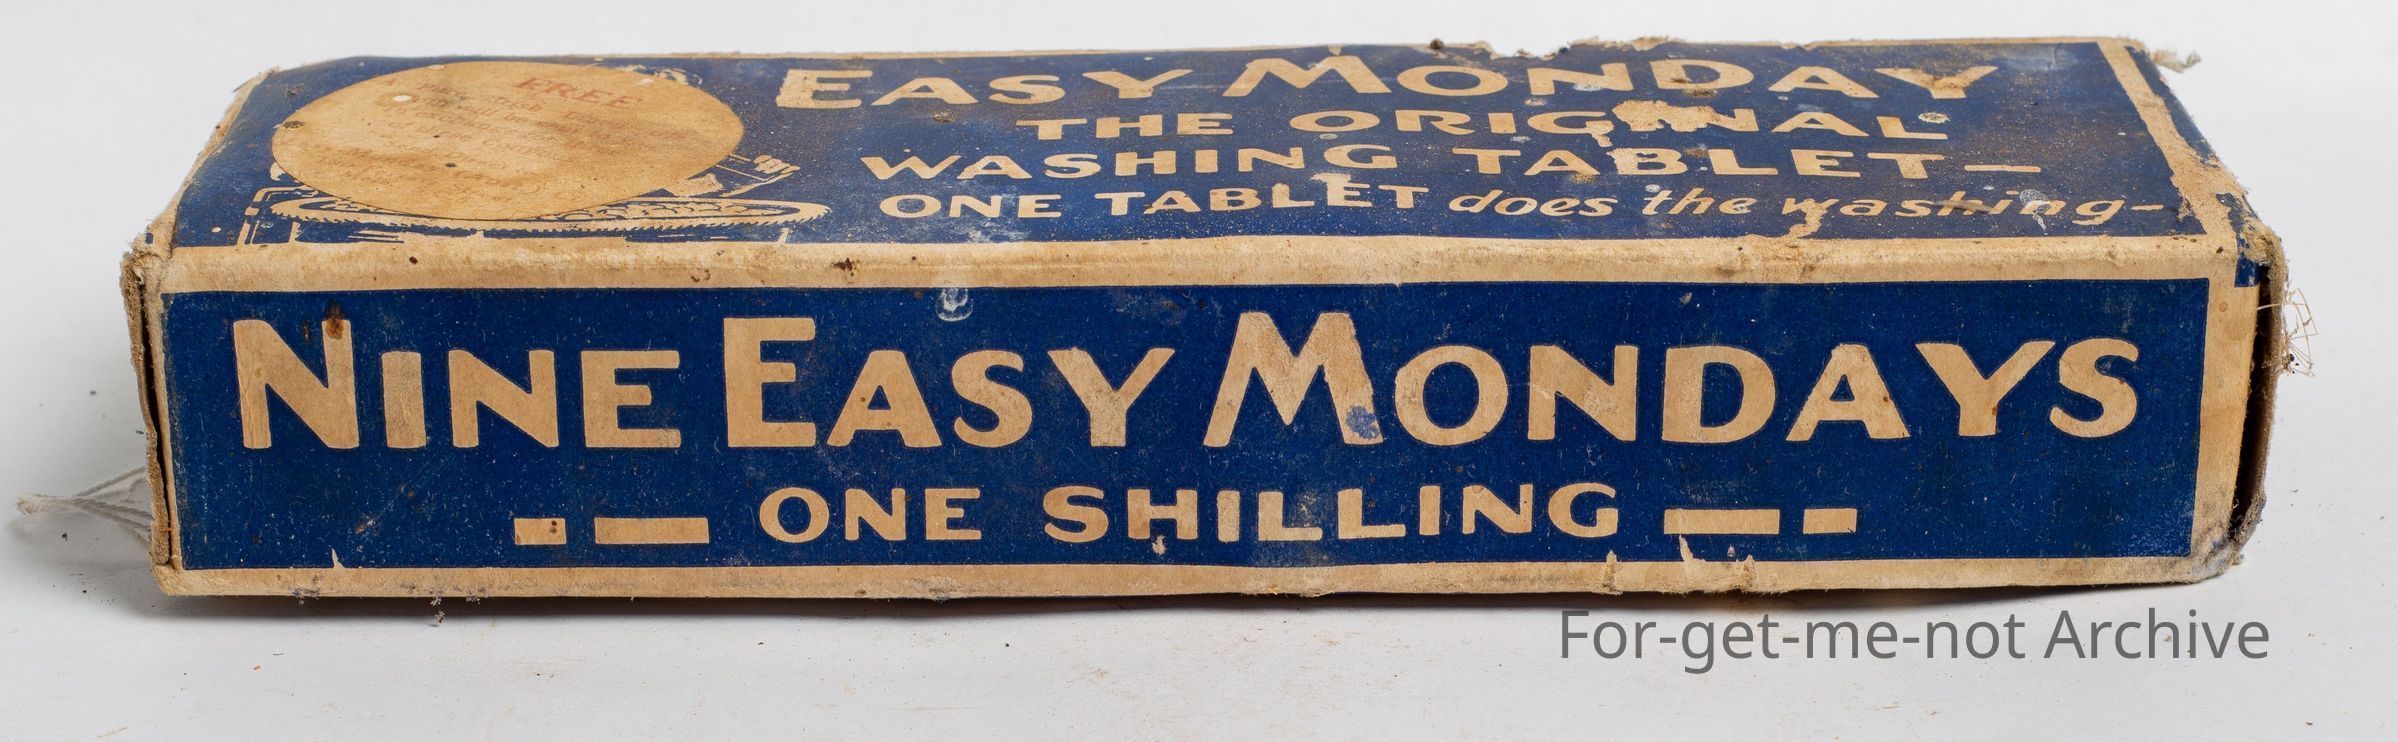 FREE
EASY MONDAY
THE ORIGINAL
WASHING TABLET—
ONE TABLET does the washing-
NINE EASY MONDAYS
ONE SHILLING
For-get-me-not Archive